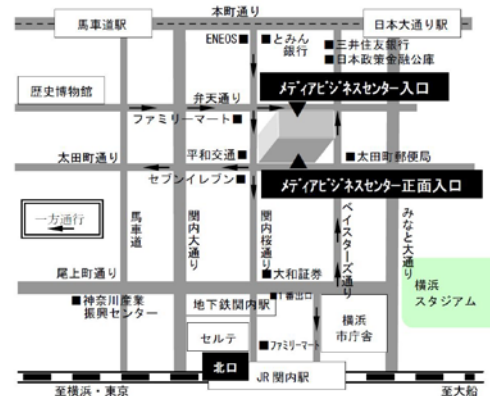 本町通り
馬車道駅
日本大通り駅
ENEOS■
■とみん
銀行
■三井住友銀行
■日本政策金融公庫
歴史博物館
メディアビジネスセンター入口
弁天通り
ファミリーマート■
太田町通り
平和交通■
■太田町郵便局
セブンイレブン■
メディアビジネスセンター正面入口
一方通行
馬車道
関内大通り
関内桜通り
ベイスターズ通り
みなと大通り
尾上町通り
■大和証券
横浜
スタジアム
■神奈川産業
振興センター
地下鉄関内駅
■1番出口
横浜
市庁舎
セルテ
■ファミリーマート
北口
JR関内駅
至横浜・東京
至大船